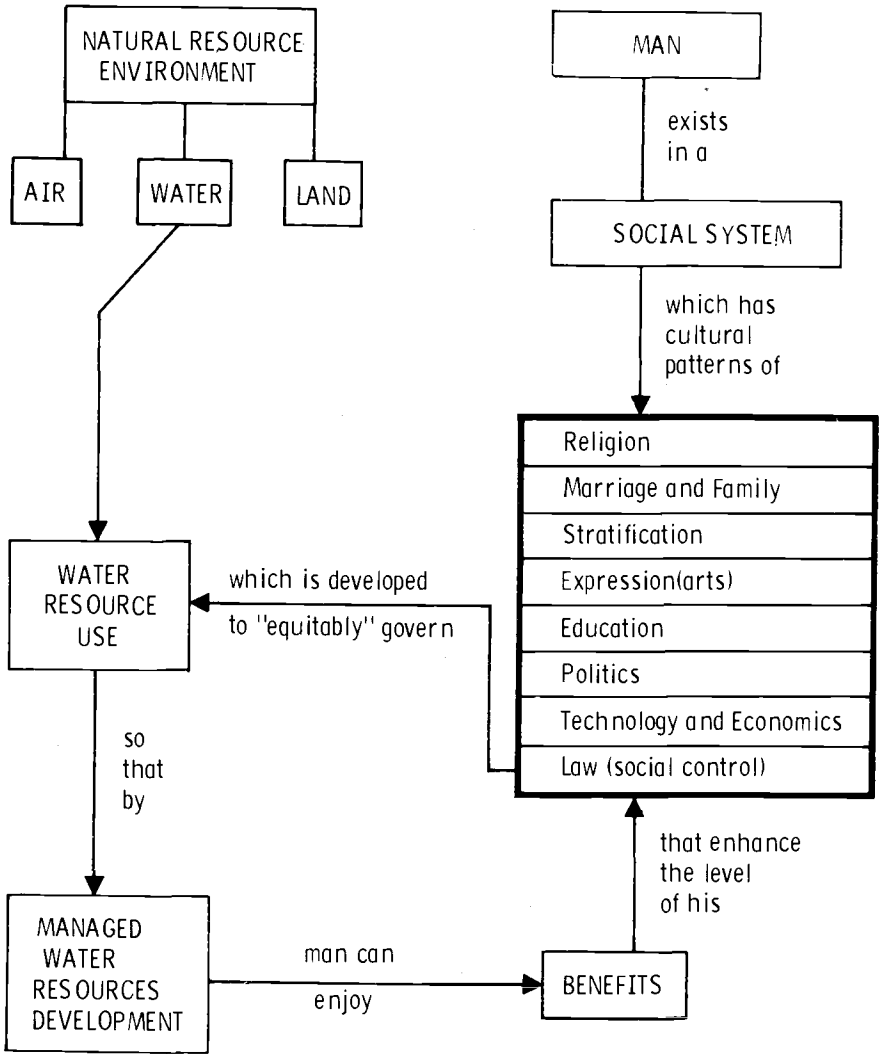 NATURAL RESOURCE
ENVIRONMENT
AIR
WATER
LAND
MAN
exists
in a
SOCIAL SYSTEM
which has
cultural
patterns of
Religion
Marriage and Family
Stratification
Expression(arts)
Education
Politics
Technology and Economics
Law (social control)
which is developed
to "equitably" govern
WATER
RESOURCE
USE
so
that
by
MANAGED
WATER
RESOURCES
DEVELOPMENT
man can
enjoy
BENEFITS
that enhance
the level
of his